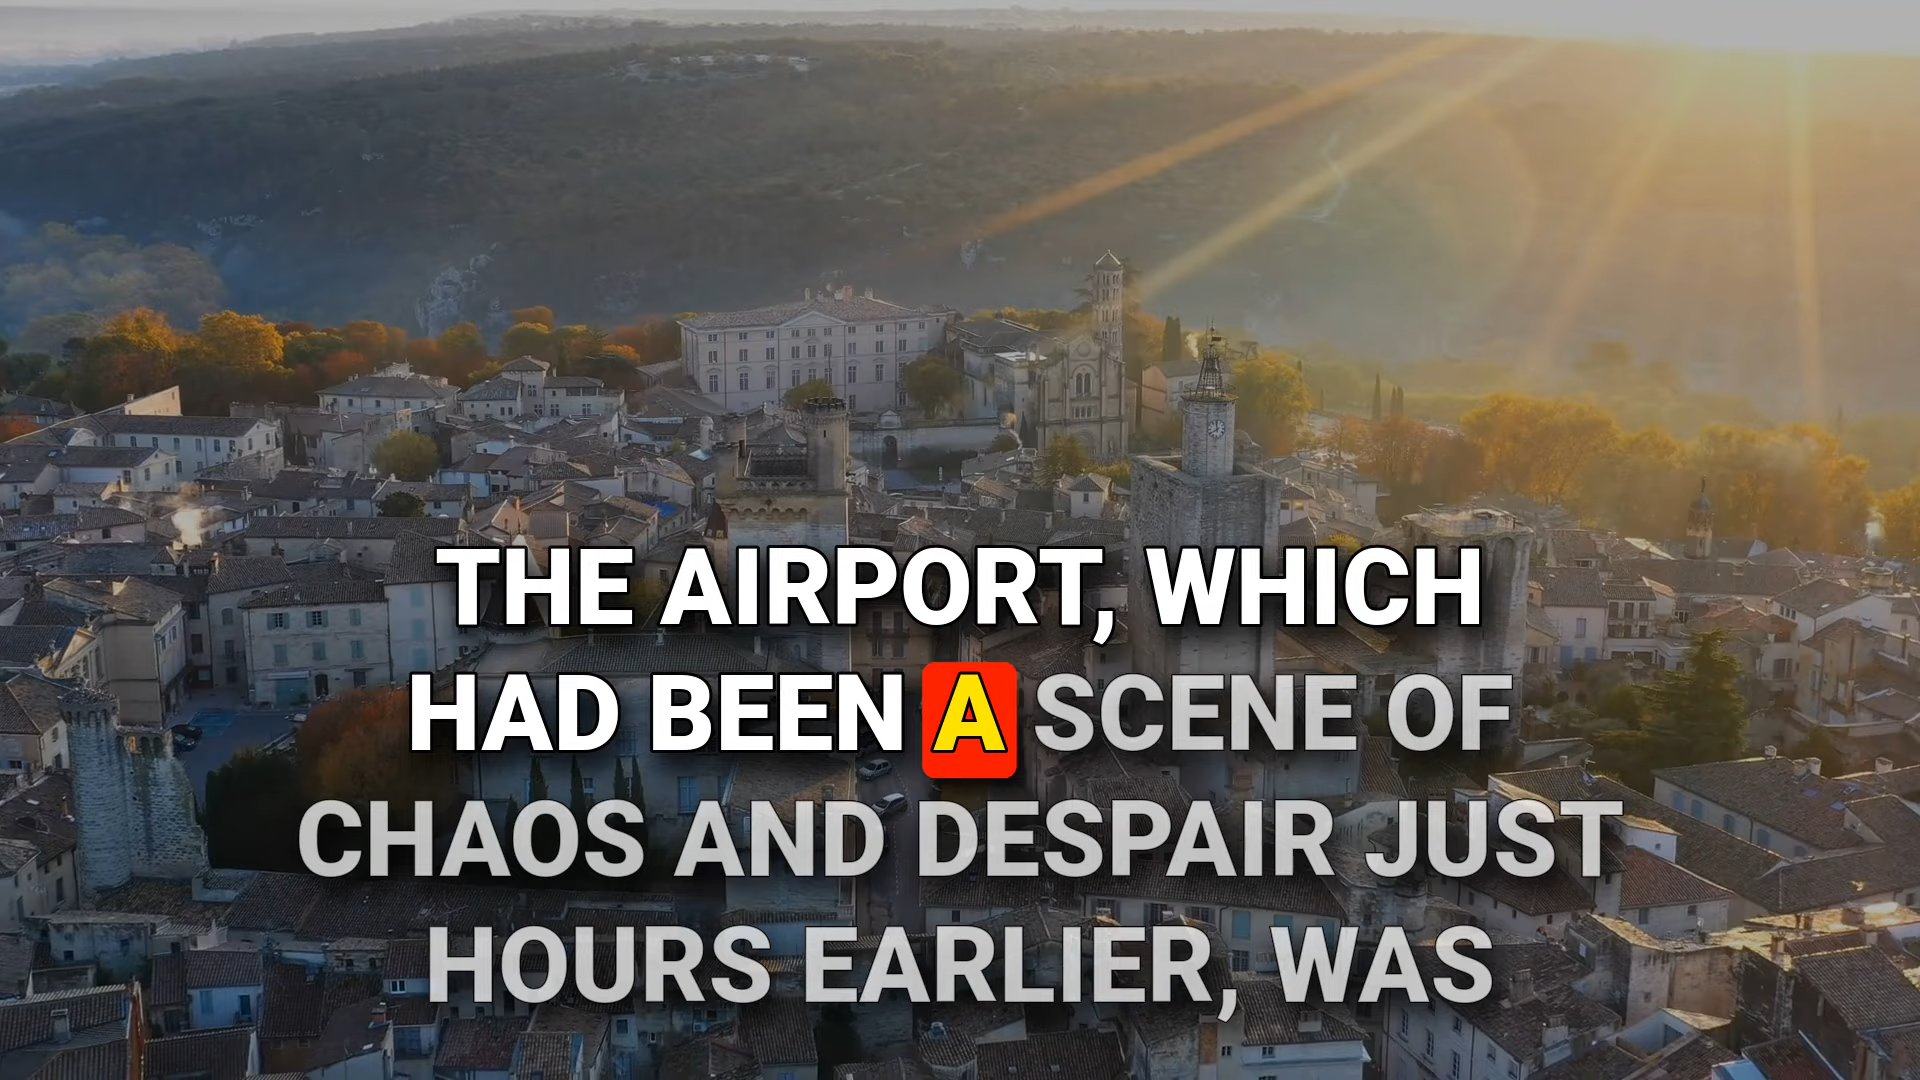 THE AIRPORT, WHICH
HAD BEEN A SCENE OF
CHAOS AND DESPAIR JUST
HOURS EARLIER, WAS